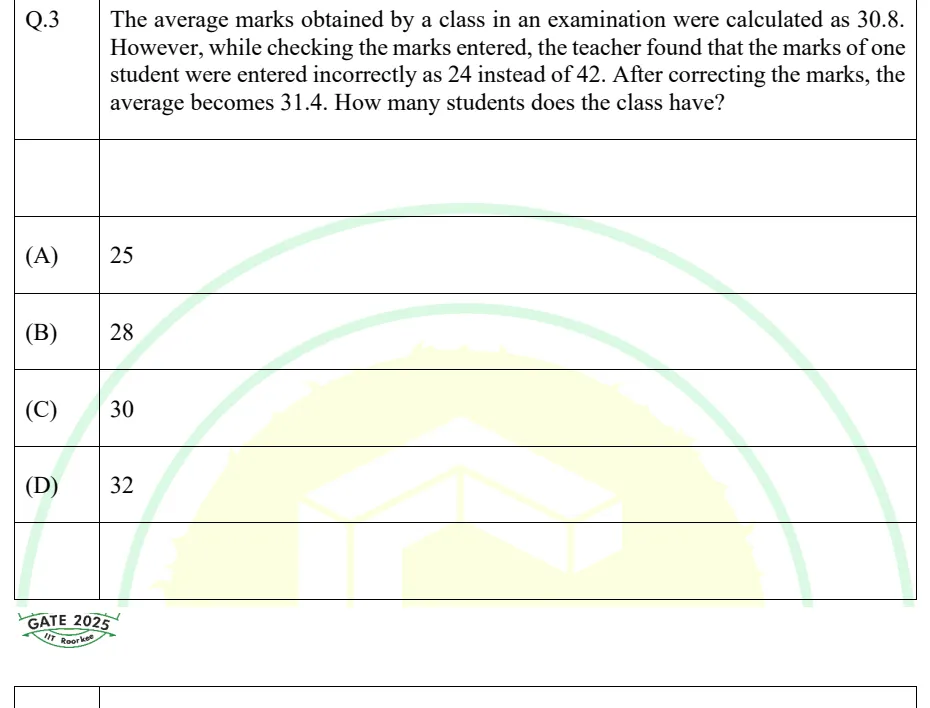 Q.3
The average marks obtained by a class in an examination were calculated as 30.8.
However, while checking the marks entered, the teacher found that the marks of one
student were entered incorrectly as 24 instead of 42. After correcting the marks, the
average becomes 31.4. How many students does the class have?
(A) 25
(B) 28
(C) 30
(D) 32
GATE 2025
IIT Roorkee